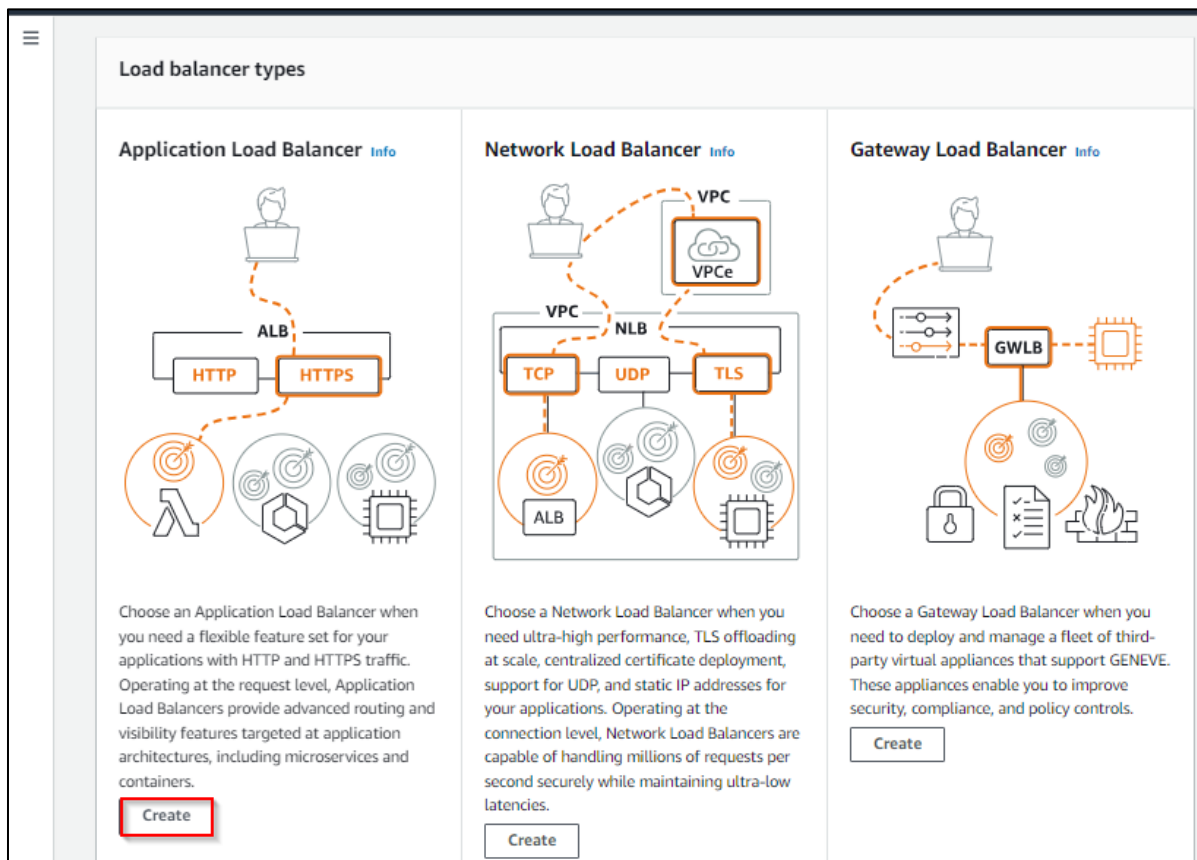 Load balancer types
Application Load Balancer Info
ALB
HTTP
HTTPS
Choose an Application Load Balancer when
you need a flexible feature set for your
applications with HTTP and HTTPS traffic.
Operating at the request level, Application
Load Balancers provide advanced routing and
visibility features targeted at application
architectures, including microservices and
containers.
Create
Network Load Balancer Info
VPC
VPCe
VPC
NLB
TCP
UDP
TLS
ALB
Choose a Network Load Balancer when you
need ultra-high performance, TLS offloading
at scale, centralized certificate deployment,
support for UDP, and static IP addresses for
your applications. Operating at the
connection level, Network Load Balancers are
capable of handling millions of requests per
second securely while maintaining ultra-low
latencies.
Create
Gateway Load Balancer Info
GWLB
Choose a Gateway Load Balancer when you
need to deploy and manage a fleet of third-
party virtual appliances that support GENEVE.
These appliances enable you to improve
security, compliance, and policy controls.
Create